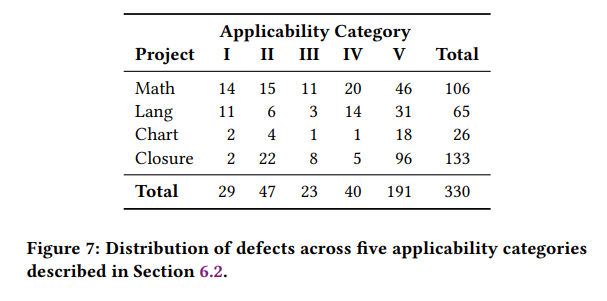 Applicability Category
Project I II III IV V Total
Math 14 15 11 20 46 106
Lang 11 6 3 14 31 65
Chart 2 4 1 1 18 26
Closure 2 22 8 5 96 133
Total 29 47 23 40 191 330
Figure 7: Distribution of defects across five applicability categories
described in Section 6.2.